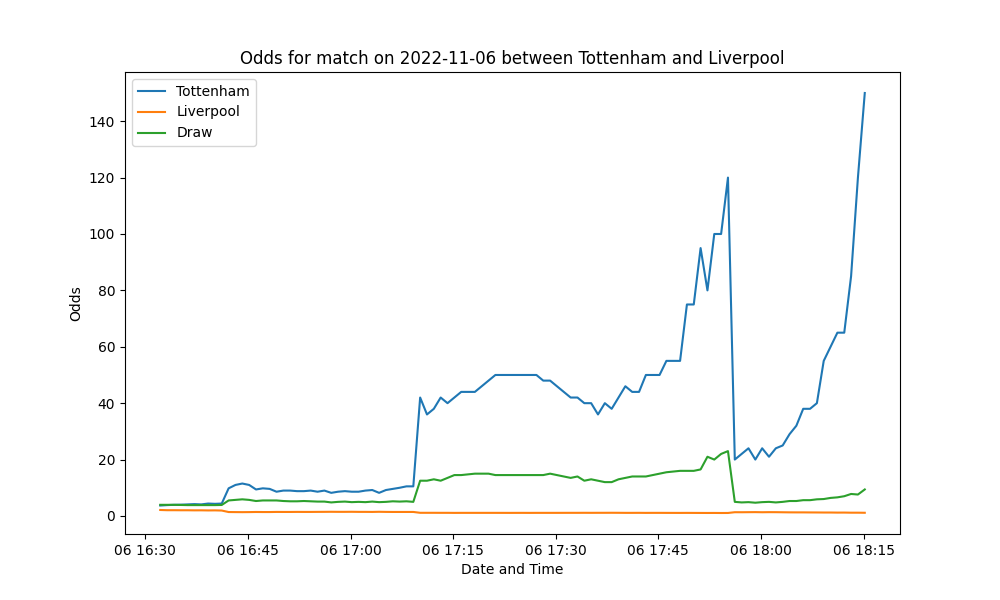 Odds for match on 2022-11-06 between Tottenham and Liverpool
Tottenham
Liverpool
Draw
140
120
100
80
60
40
20
0
Odds
06 16:30 06 16:45 06 17:00 06 17:15 06 17:30 06 17:45 06 18:00 06 18:15
Date and Time